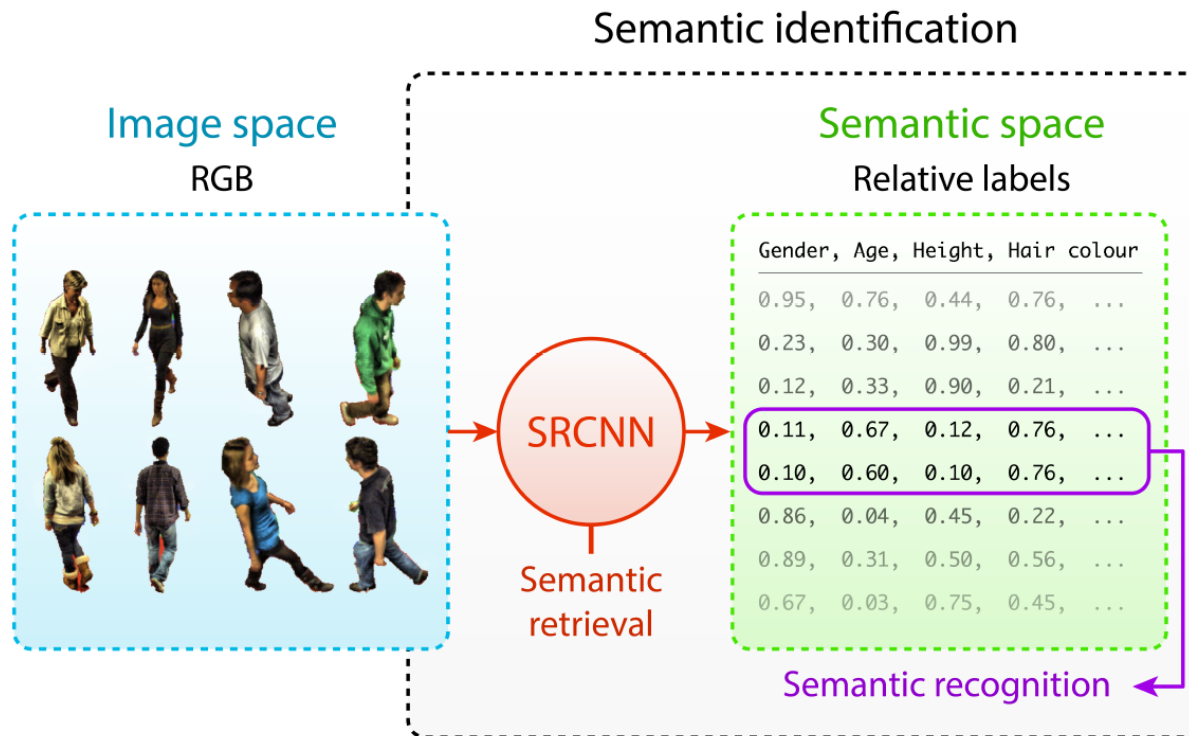 Semantic identification
Image space
RGB
Semantic space
Relative labels
Gender, Age, Height, Hair colour
0.95, 0.76, 0.44, 0.76, ...
0.23, 0.30, 0.99, 0.80, ...
0.12, 0.33, 0.90, 0.21, ...
0.11, 0.67, 0.12, 0.76, ...
0.10, 0.60, 0.10, 0.76, ...
0.86, 0.04, 0.45, 0.22, ...
0.89, 0.31, 0.50, 0.56, ...
0.67, 0.03, 0.75, 0.45, ...
SRCNN
Semantic
retrieval
Semantic recognition